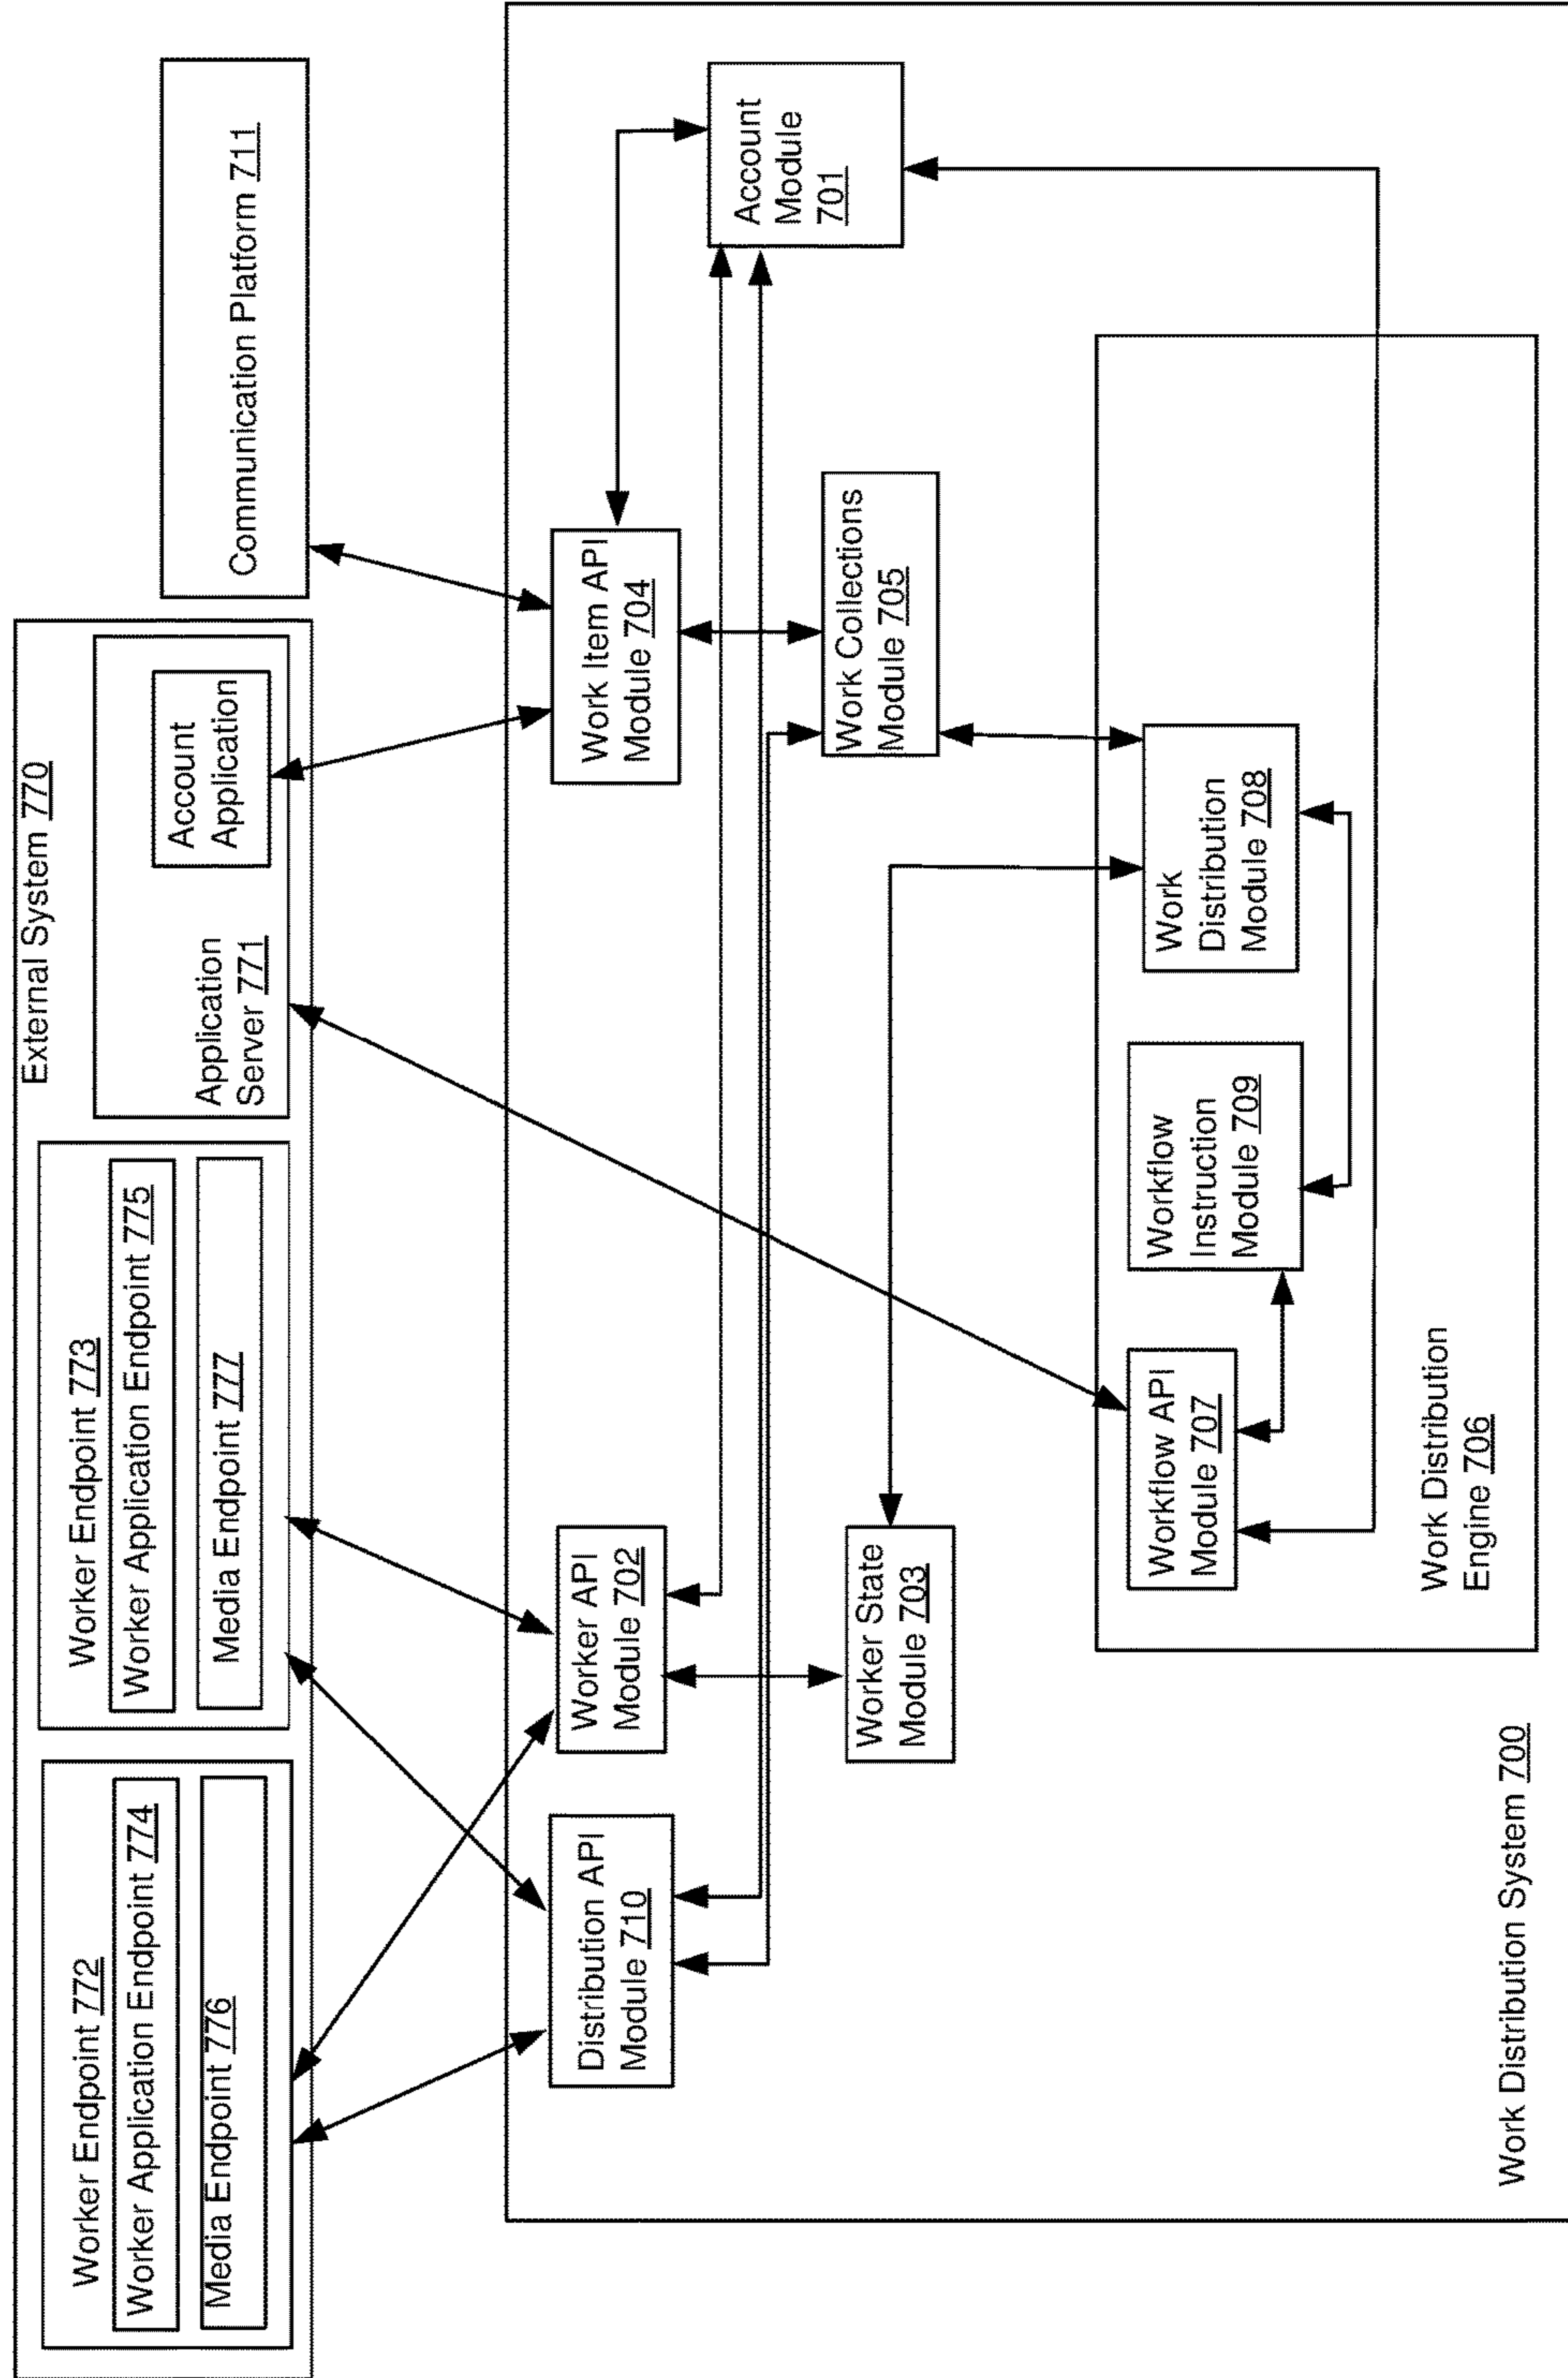 External System 770
Worker Endpoint 772
Worker Application Endpoint 774
Media Endpoint 776
Worker Endpoint 773
Worker Application Endpoint 775
Media Endpoint 777
Application
Server 771
Account
Application
Communication Platform 711
Distribution API
Module 710
Worker API
Module 702
Work Item API
Module 704
Account
Module
701
Worker State
Module 703
Work Collections
Module 705
Workflow API
Module 707
Workflow
Instruction
Module 709
Work
Distribution
Module 708
Work Distribution
Engine 706
Work Distribution System 700